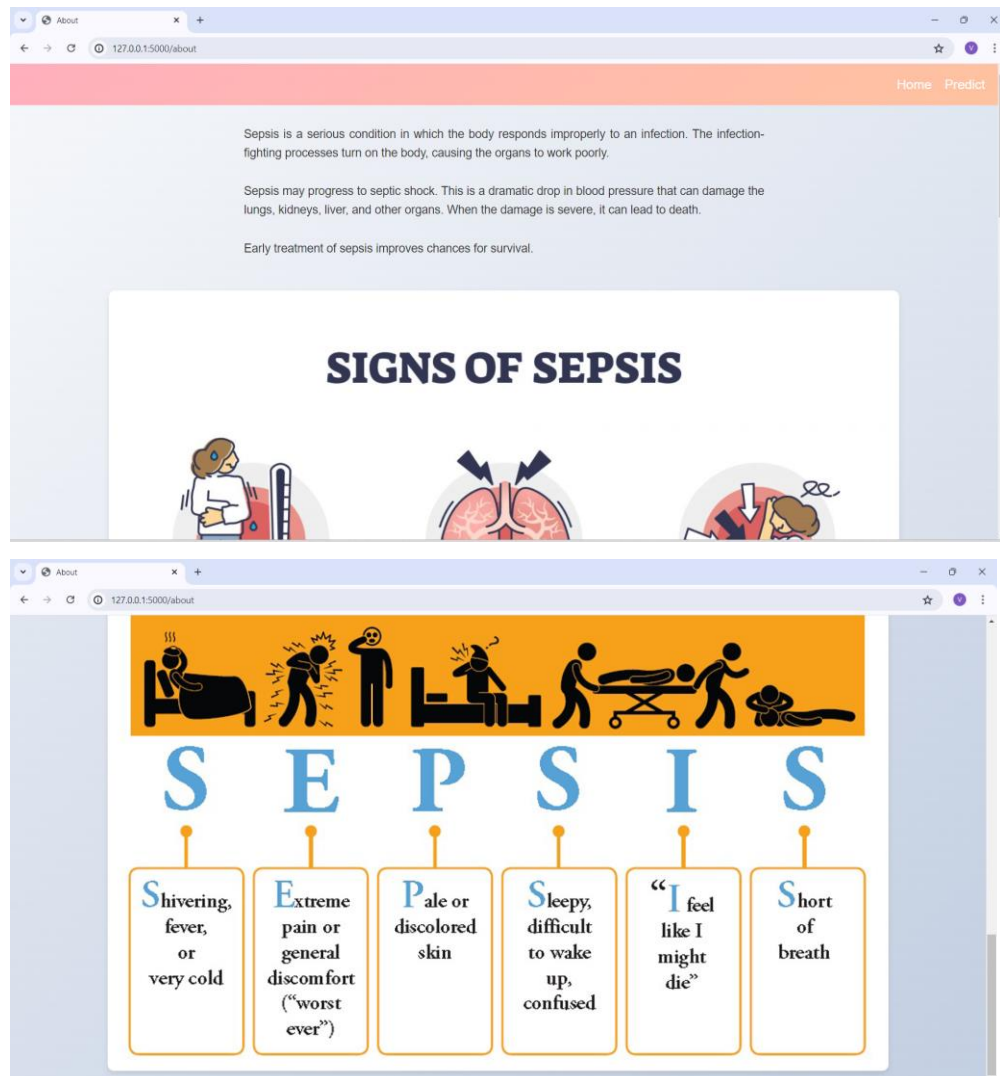 About
127.0.0.1:5000/about
V
Home Predict
Sepsis is a serious condition in which the body responds improperly to an infection. The infection-
fighting processes turn on the body, causing the organs to work poorly.
Sepsis may progress to septic shock. This is a dramatic drop in blood pressure that can damage the
lungs, kidneys, liver, and other organs. When the damage is severe, it can lead to death.
Early treatment of sepsis improves chances for survival.
SIGNS OF SEPSIS
About
127.0.0.1:5000/about
V
?
S E P S I S
Shivering,
fever,
or
very cold
Extreme
pain or
general
discomfort
(“worst
ever”)
Pale or
discolored
skin
Sleepy,
difficult
to wake
up,
confused
“I feel
like I
might
die”
Short
of
breath